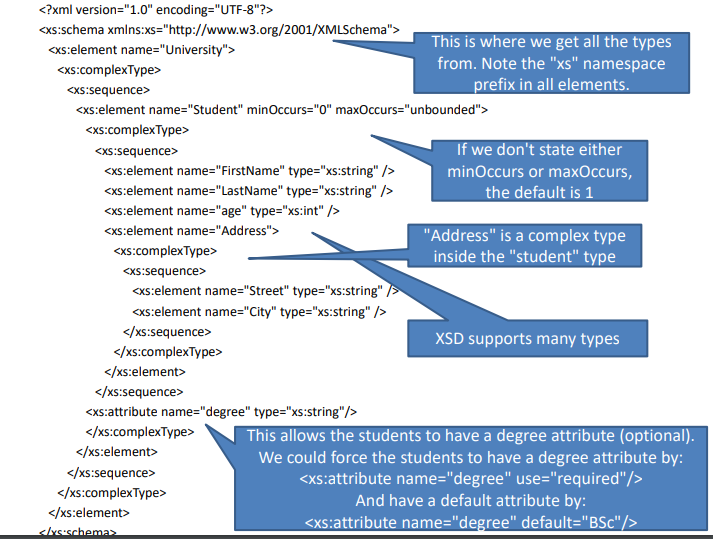 <?xml version="1.0" encoding="UTF-8"?>
<xs:schema xmlns:xs="http://www.w3.org/2001/XMLSchema">
<xs:element name="University">
<xs:complexType>
<xs:sequence>
<xs:element name="Student" minOccurs="0" maxOccurs="unbounded">
<xs:complexType>
<xs:sequence>
<xs:element name="FirstName" type="xs:string" />
<xs:element name="LastName" type="xs:string" />
<xs:element name="age" type="xs:int" />
<xs:element name="Address">
<xs:complexType>
<xs:sequence>
<xs:element name="Street" type="xs:string" />
<xs:element name="City" type="xs:string" />
</xs:sequence>
</xs:complexType>
</xs:element>
</xs:sequence>
<xs:attribute name="degree" type="xs:string"/>
</xs:complexType>
</xs:element>
</xs:sequence>
</xs:complexType>
</xs:element>
</xs:schema>
This is where we get all the types
from. Note the "xs" namespace
prefix in all elements.
If we don't state either
minOccurs or maxOccurs,
the default is 1
"Address" is a complex type
inside the "student" type
XSD supports many types
This allows the students to have a degree attribute (optional).
We could force the students to have a degree attribute by:
<xs:attribute name="degree" use="required"/>
And have a default attribute by:
<xs:attribute name="degree" default="BSc"/>